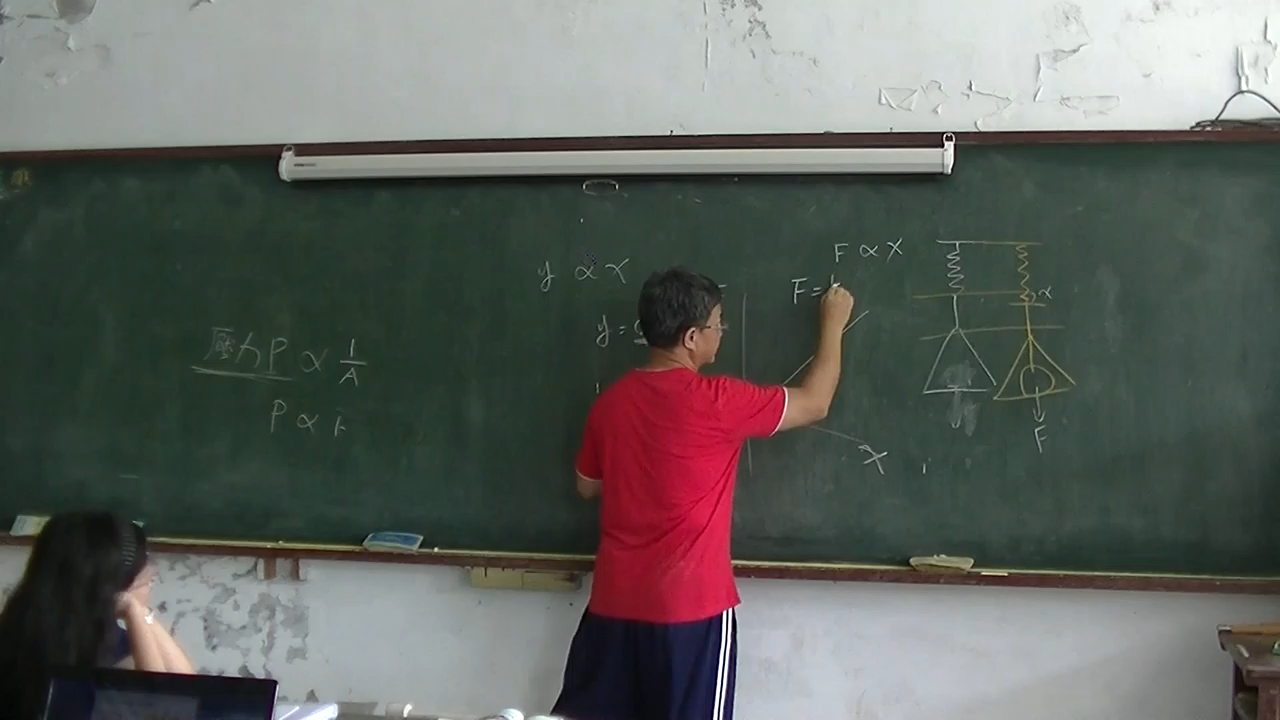 壓力 P ∝ 1/A
P ∝ F
y ∝ x
y =
F ∝ X
F =
X
x
F